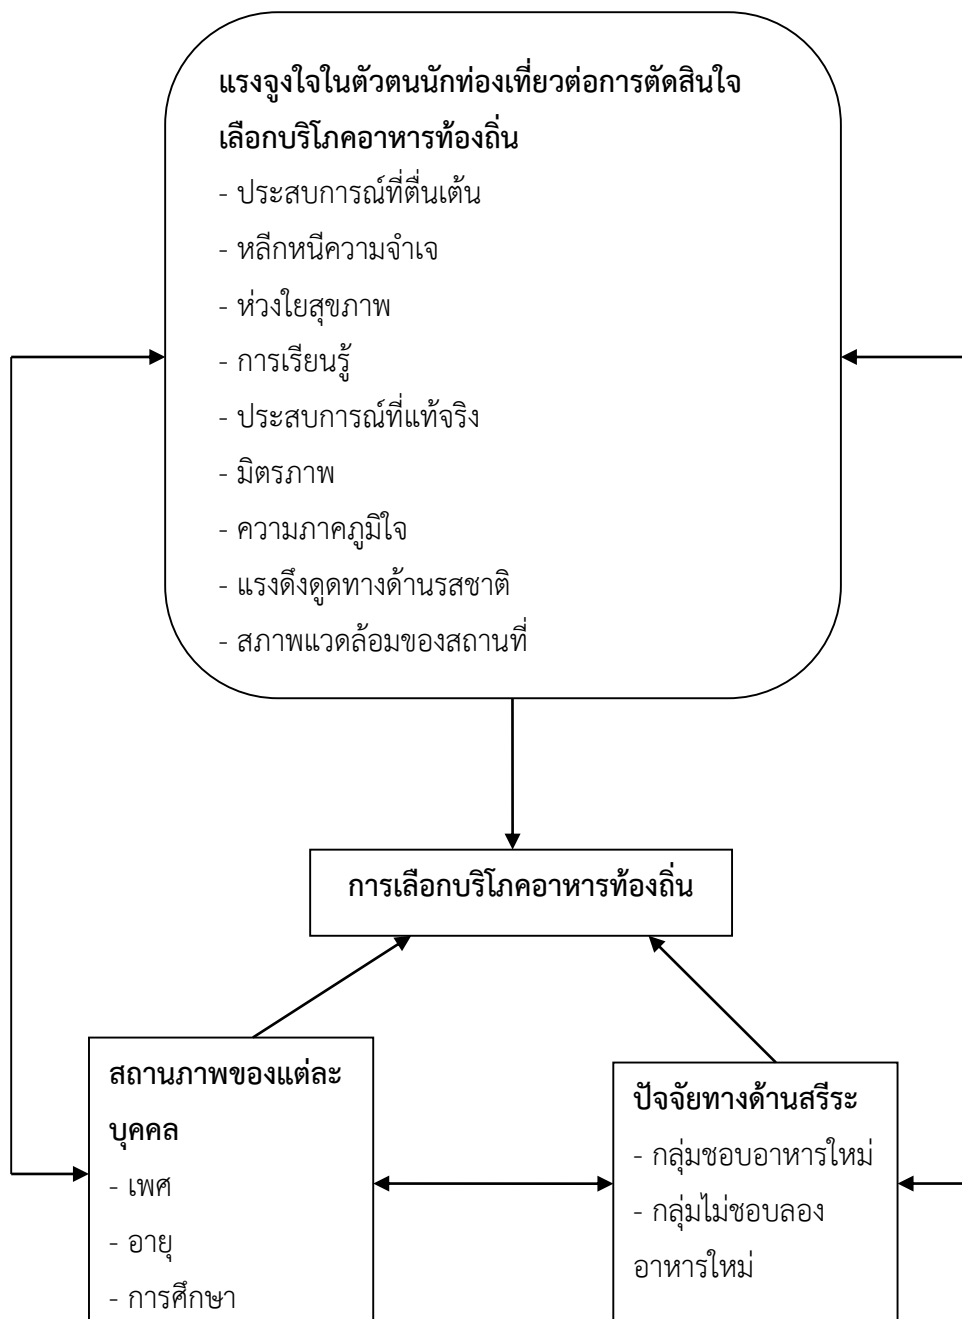 แรงจูงใจในตัวตนนักท่องเที่ยวต่อการตัดสินใจ
เลือกบริโภคอาหารท้องถิ่น
- ประสบการณ์ที่ตื่นเต้น
- หลีกหนีความจำเจ
- ห่วงใยสุขภาพ
- การเรียนรู้
- ประสบการณ์ที่แท้จริง
- มิตรภาพ
- ความภาคภูมิใจ
- แรงดึงดูดทางด้านรสชาติ
- สภาพแวดล้อมของสถานที่
การเลือกบริโภคอาหารท้องถิ่น
สถานภาพของแต่ละ
บุคคล
- เพศ
- อายุ
- การศึกษา
ปัจจัยทางด้านสรีระ
- กลุ่มชอบอาหารใหม่
- กลุ่มไม่ชอบลอง
อาหารใหม่